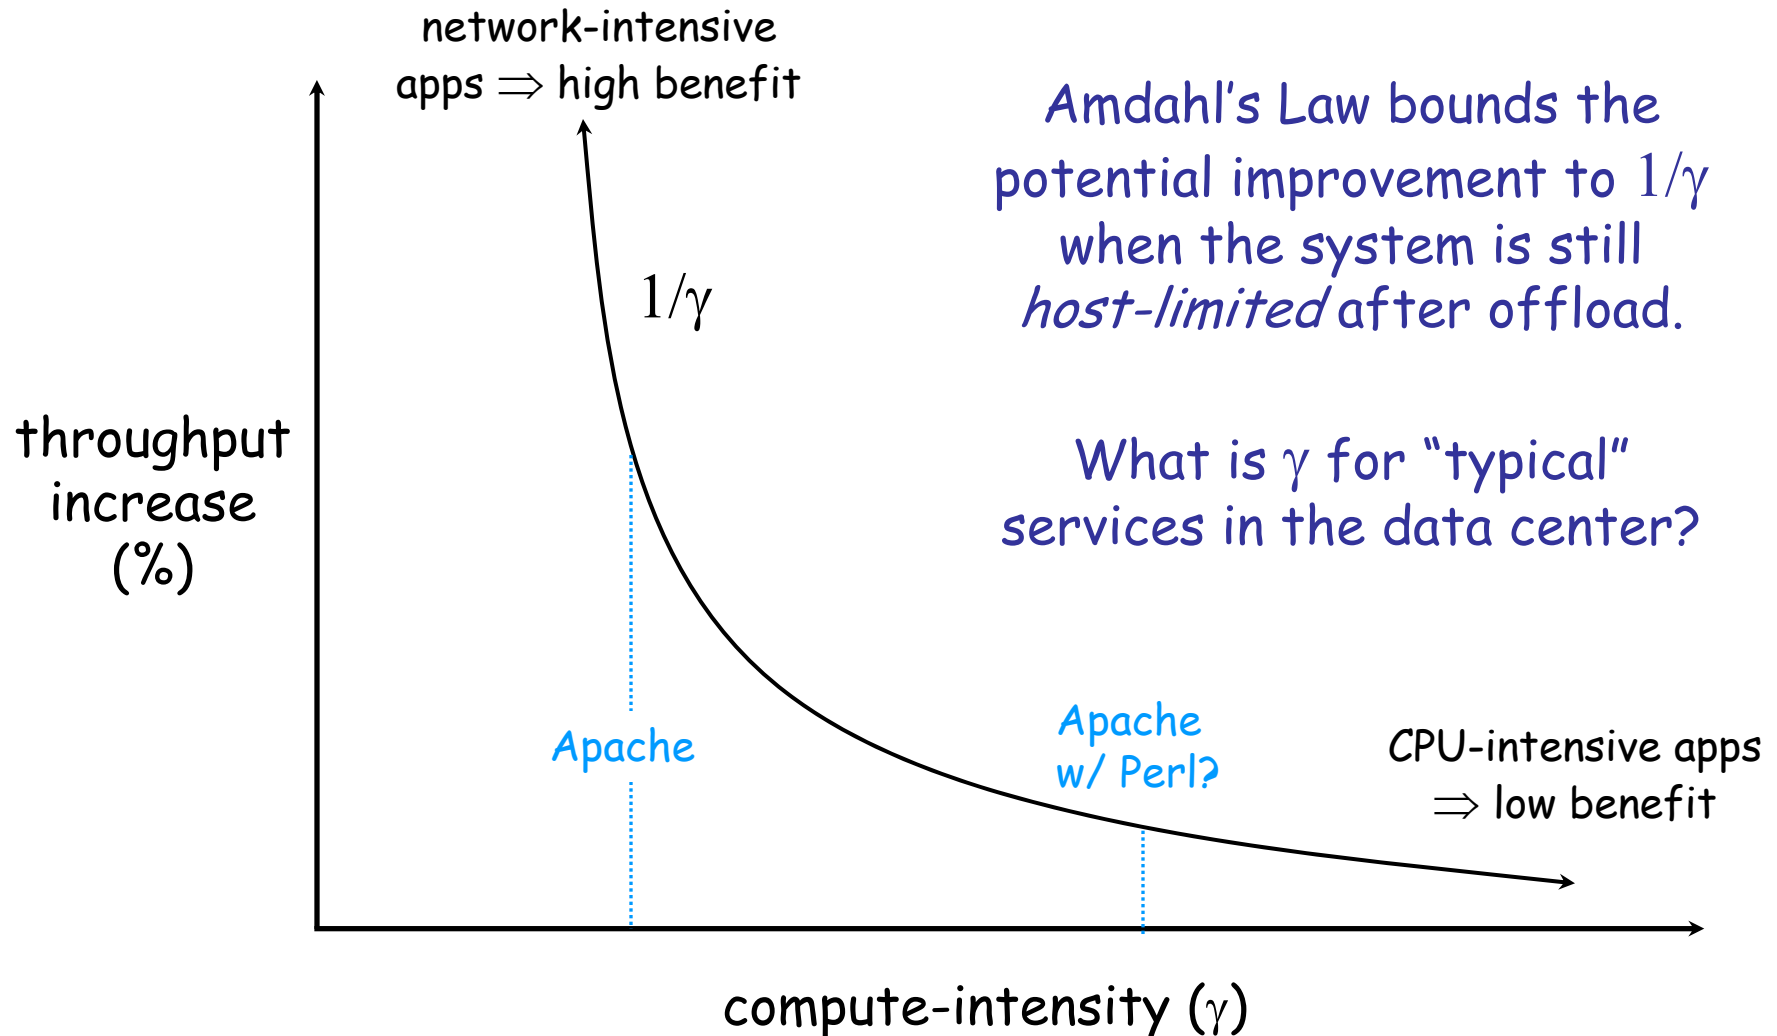 network-intensive
apps ⇒ high benefit
Amdahl’s Law bounds the
potential improvement to 1/γ
when the system is still
host-limited after offload.
1/γ
What is γ for “typical”
services in the data center?
throughput
increase
(%)
Apache
Apache
w/ Perl?
CPU-intensive apps
⇒ low benefit
compute-intensity (γ)